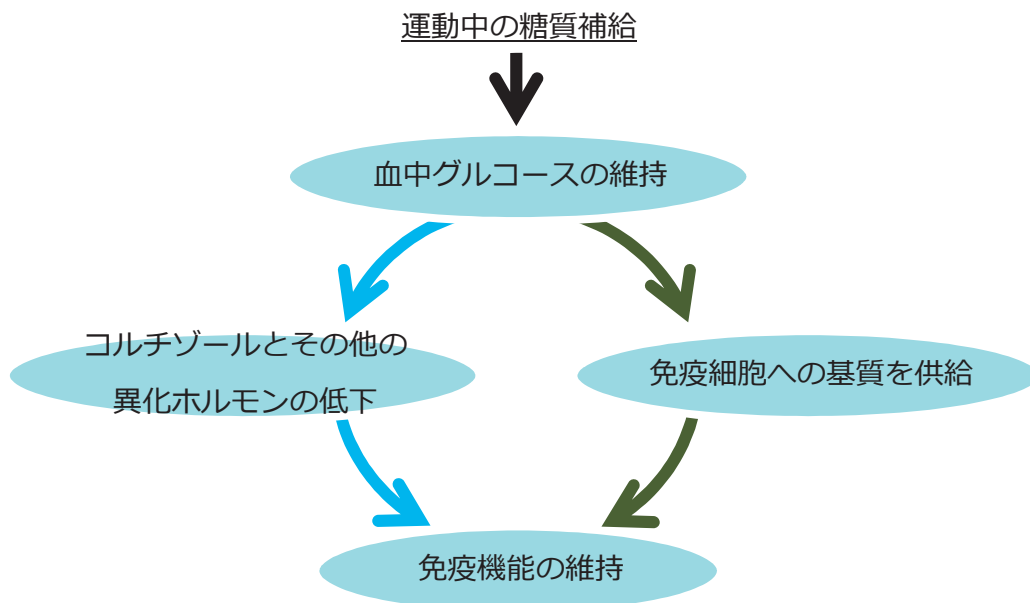 運動中の糖質補給
血中グルコースの維持
コルチゾールとその他の
異化ホルモンの低下
免疫細胞への基質を供給
免疫機能の維持